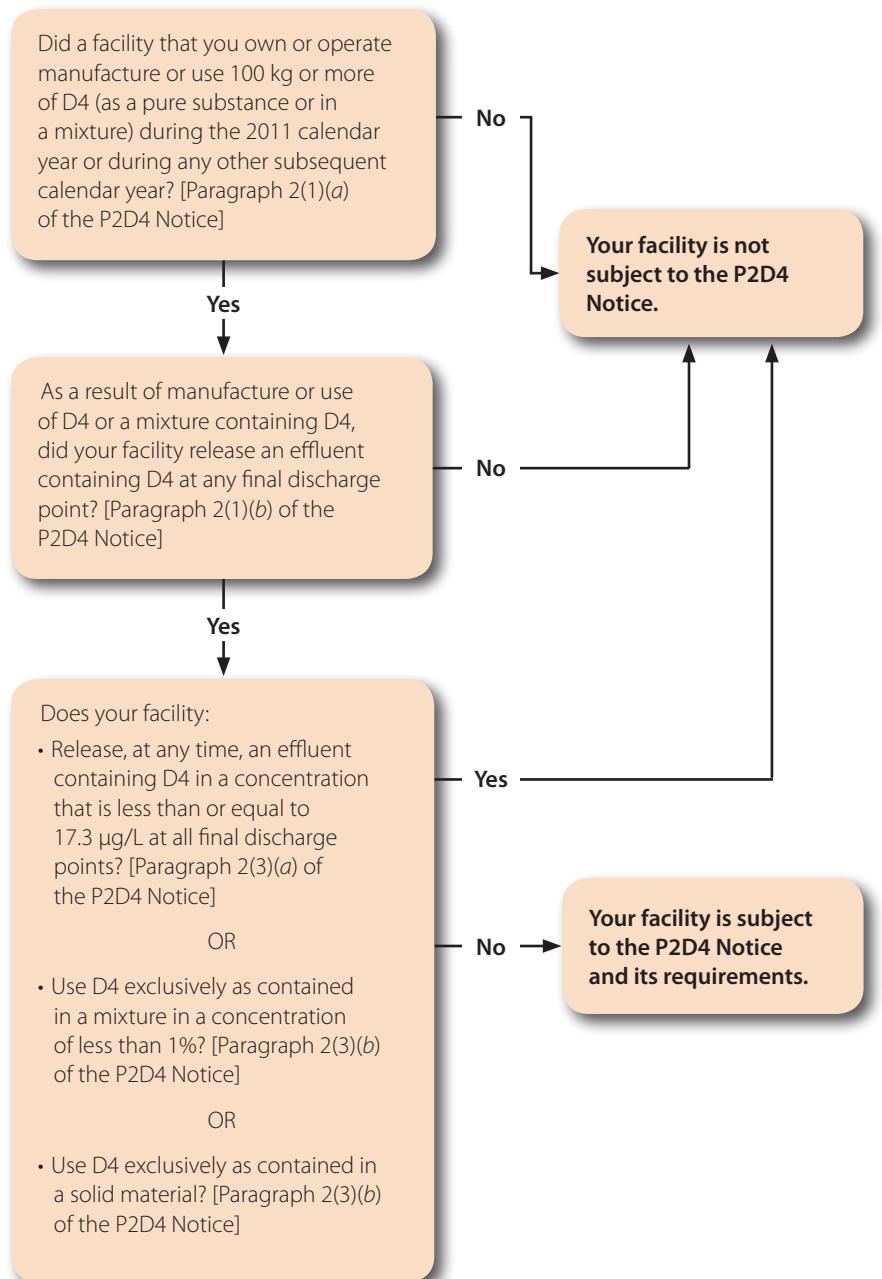 Did a facility that you own or operate
manufacture or use 100 kg or more
of D4 (as a pure substance or in
a mixture) during the 2011 calendar
year or during any other subsequent
calendar year? [Paragraph 2(1)(a)
of the P2D4 Notice]
No
Your facility is not
subject to the P2D4
Notice.
Yes
As a result of manufacture or use
of D4 or a mixture containing D4,
did your facility release an effluent
containing D4 at any final discharge
point? [Paragraph 2(1)(b) of the
P2D4 Notice]
No
Yes
Does your facility:
• Release, at any time, an effluent
containing D4 in a concentration
that is less than or equal to
17.3 µg/L at all final discharge
points? [Paragraph 2(3)(a) of
the P2D4 Notice]
OR
• Use D4 exclusively as contained
in a mixture in a concentration
of less than 1%? [Paragraph 2(3)(b)
of the P2D4 Notice]
OR
• Use D4 exclusively as contained in
a solid material? [Paragraph 2(3)(b)
of the P2D4 Notice]
Yes
No
Your facility is subject
to the P2D4 Notice
and its requirements.